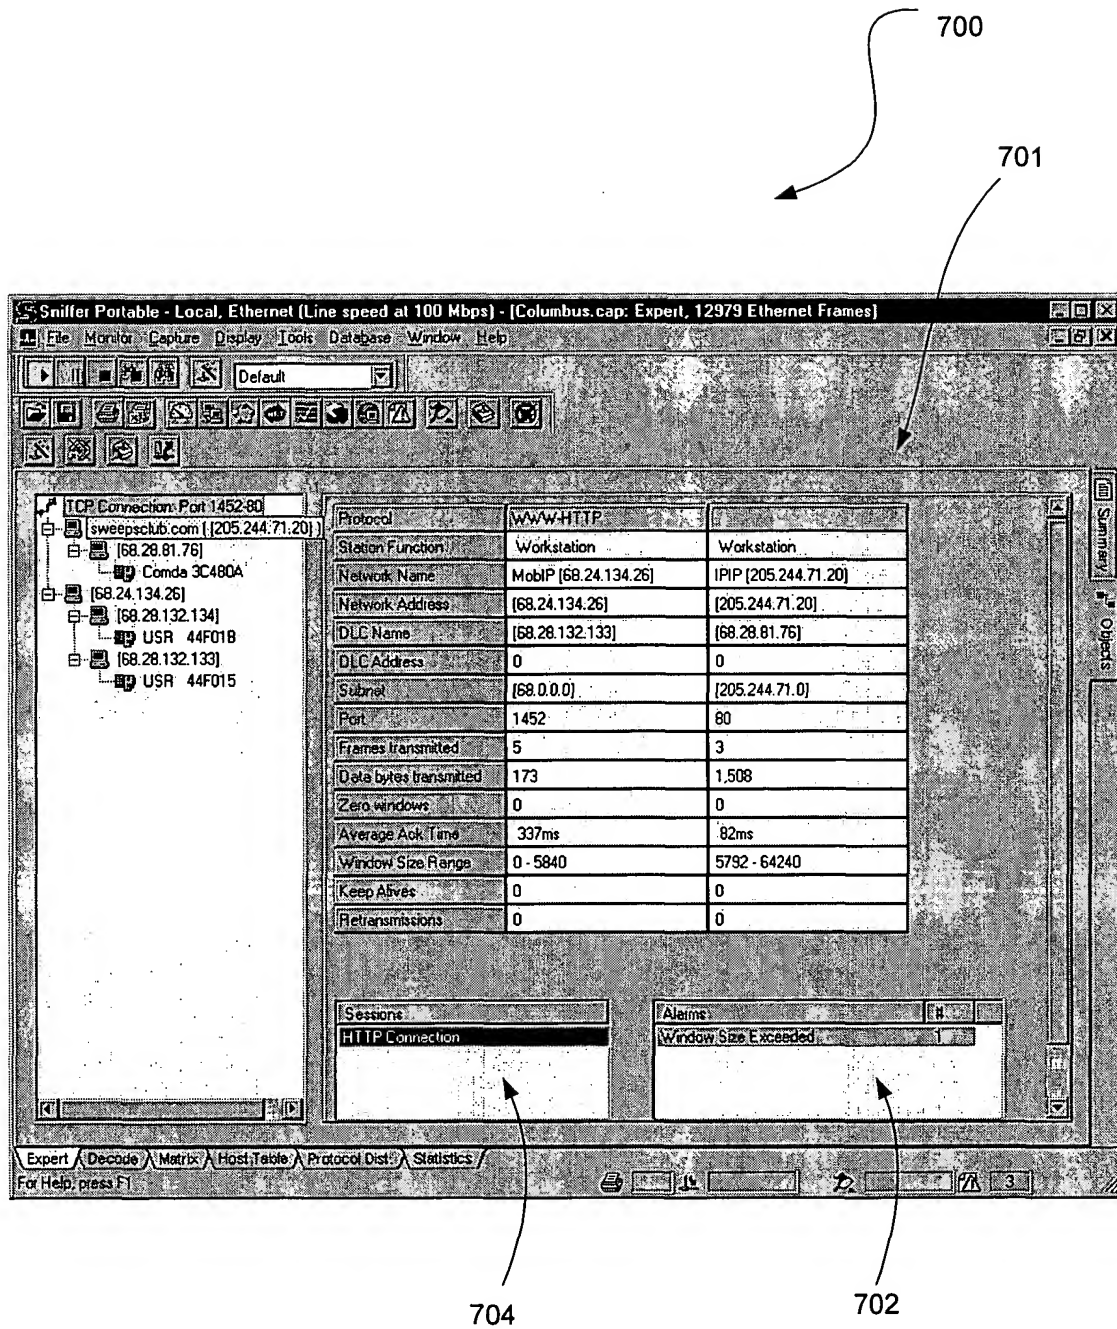 700
701
Sniffer Portable - Local, Ethernet (Line speed at 100 Mbps) - [Columbus.cap: Expert, 12979 Ethernet Frames]
File Monitor Capture Display Tools Database Window Help
Default
TCP Connection: Port 1452-80
sweepsclub.com ( [205.244.71.20] )
[68.28.81.76]
Comda 3C480A
[68.24.134.26]
[68.28.132.134]
USR 44F01B
[68.28.132.133]
USR 44F015
Protocol WWW-HTTP
Station Function Workstation Workstation
Network Name MobIP [68.24.134.26] IPIP [205.244.71.20]
Network Address [68.24.134.26] [205.244.71.20]
DLC Name [68.28.132.133] [68.28.81.76]
DLC Address 0 0
Subnet [68.0.0.0] [205.244.71.0]
Port 1452 80
Frames transmitted 5 3
Data bytes transmitted 173 1,508
Zero windows 0 0
Average Ack Time 337ms 82ms
Window Size Range 0 - 5840 5792 - 64240
Keep Alives 0 0
Retransmissions 0 0
Summary
Objects
Sessions
HTTP Connection
Alarms #
Window Size Exceeded 1
Expert Decode Matrix Host Table Protocol Dist. Statistics
For Help, press F1
3
704
702